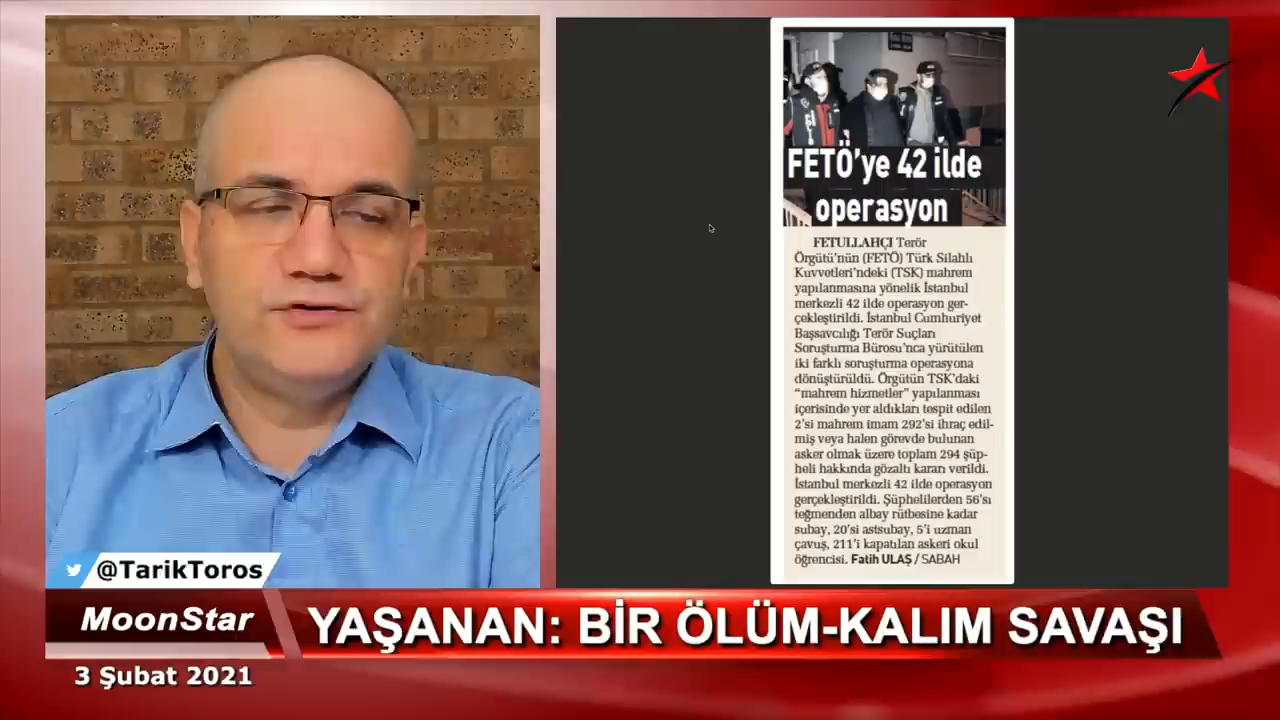 FETÖ'ye 42 ilde
operasyon
FETULLAHÇI Terör
Örgütü'nün (FETÖ) Türk Silahlı
Kuvvetleri'ndeki (TSK) mahrem
yapılanmasına yönelik İstanbul
merkezli 42 ilde operasyon ger-
çekleştirildi. İstanbul Cumhuriyet
Başsavcılığı Terör Suçları
Soruşturma Bürosu'nca yürütülen
iki farklı soruşturma operasyona
dönüştürüldü. Örgütün TSK'daki
“mahrem hizmetler” yapılanması
içerisinde yer aldıkları tespit edilen
2'si mahrem imam 292'si ihraç edil-
miş veya halen görevde bulunan
asker olmak üzere toplam 294 şüp-
heli hakkında gözaltı kararı verildi.
İstanbul merkezli 42 ilde operasyon
gerçekleştirildi. Şüphelilerden 56'sı
teğmenden albay rütbesine kadar
subay, 20'si astsubay, 5'i uzman
çavuş, 211'i kapatılan askeri okul
öğrencisi. Fatih ULAŞ / SABAH
@TarikToros
MoonStar
YAŞANAN: BİR ÖLÜM-KALIM SAVAŞI
3 Şubat 2021